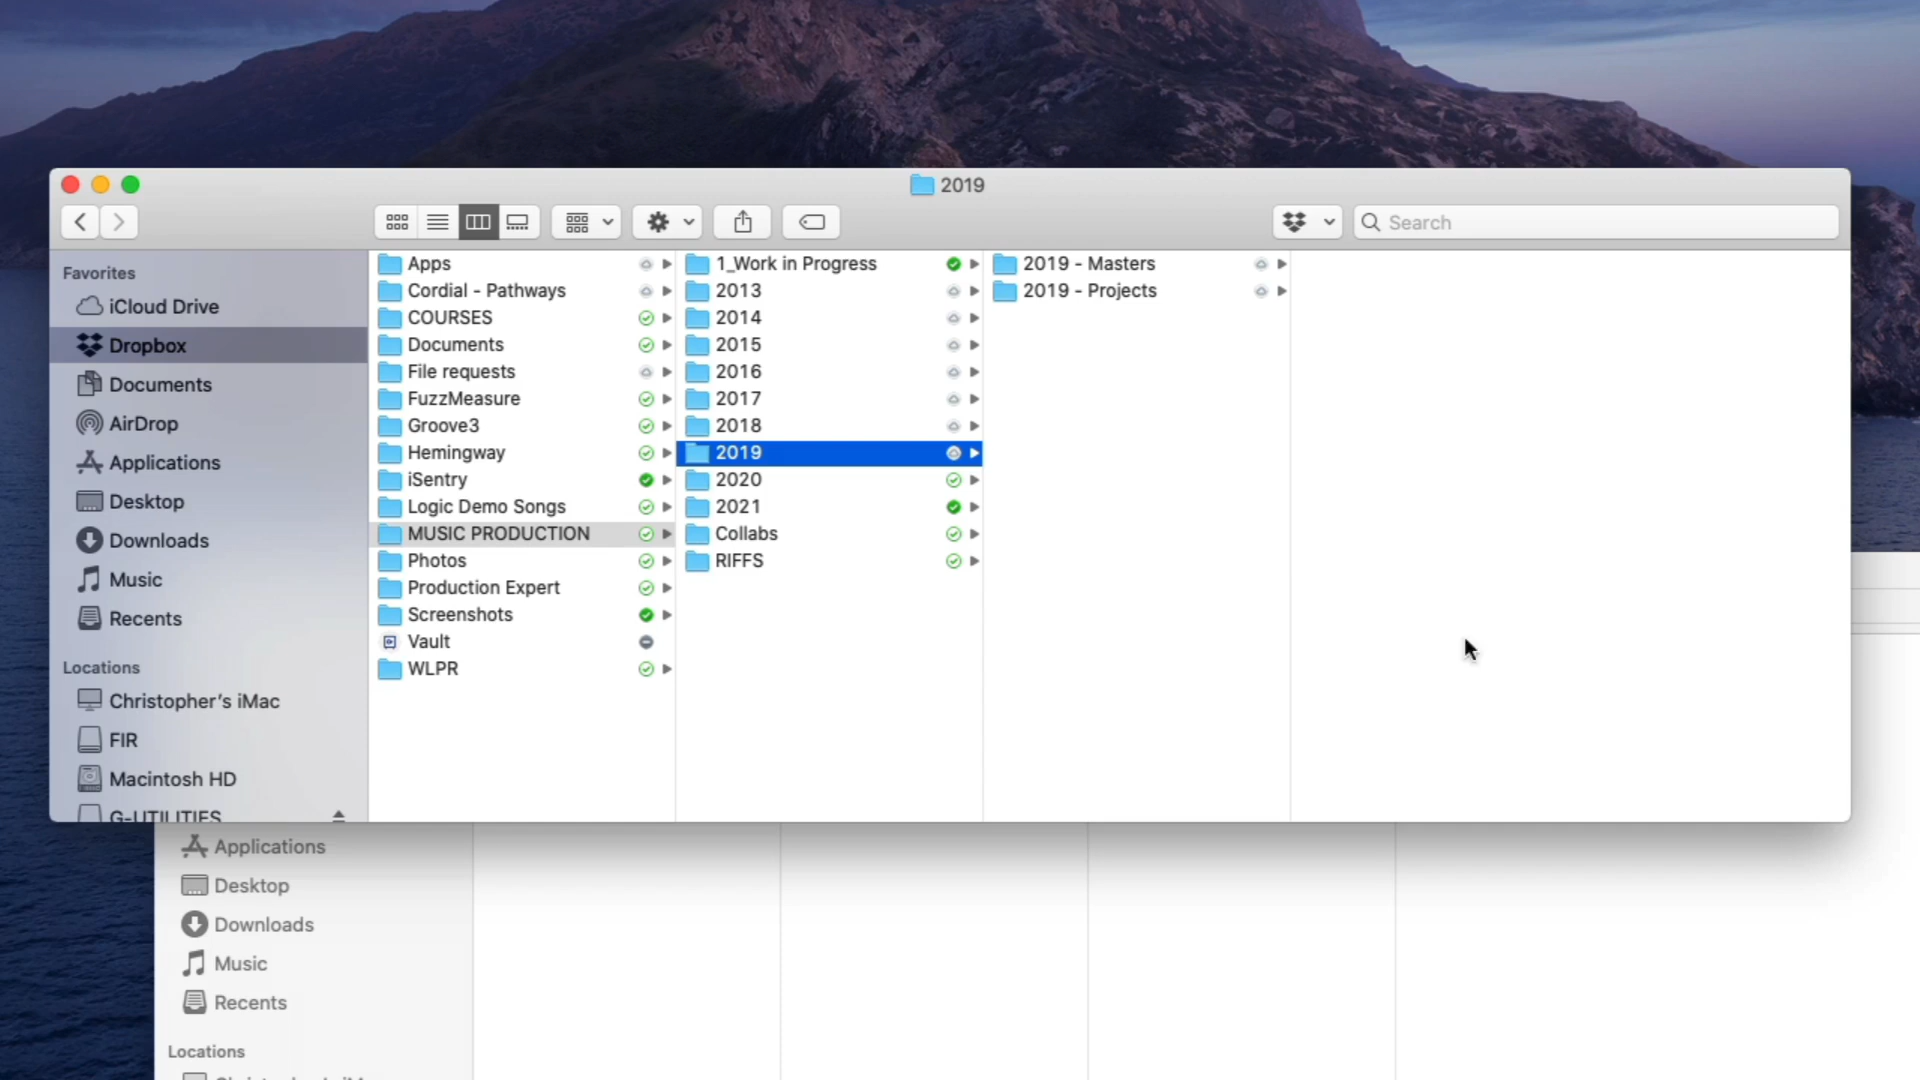 2019
Search
Favorites
iCloud Drive
Dropbox
Documents
AirDrop
Applications
Desktop
Downloads
Music
Recents
Locations
Christopher's iMac
FIR
Macintosh HD
G-UTILITIES
Apps
Cordial - Pathways
COURSES
Documents
File requests
FuzzMeasure
Groove3
Hemingway
iSentry
Logic Demo Songs
MUSIC PRODUCTION
Photos
Production Expert
Screenshots
Vault
WLPR
1_Work in Progress
2013
2014
2015
2016
2017
2018
2019
2020
2021
Collabs
RIFFS
2019 - Masters
2019 - Projects
Applications
Desktop
Downloads
Music
Recents
Locations